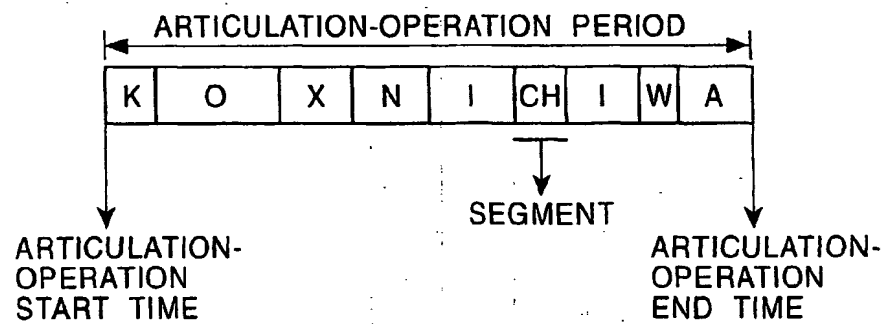 ARTICULATION-OPERATION PERIOD
K O X N I CH I W A
SEGMENT
ARTICULATION-
OPERATION
START TIME
ARTICULATION-
OPERATION
END TIME